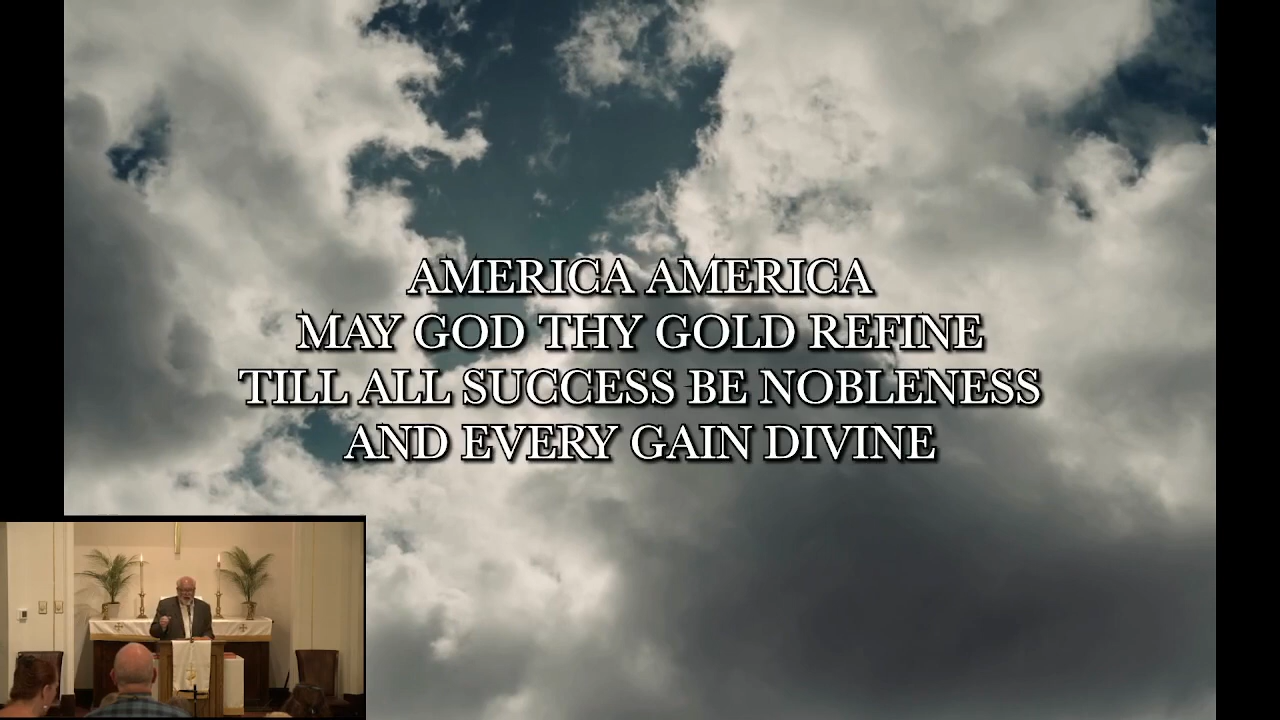 AMERICA AMERICA
MAY GOD THY GOLD REFINE
TILL ALL SUCCESS BE NOBLENESS
AND EVERY GAIN DIVINE